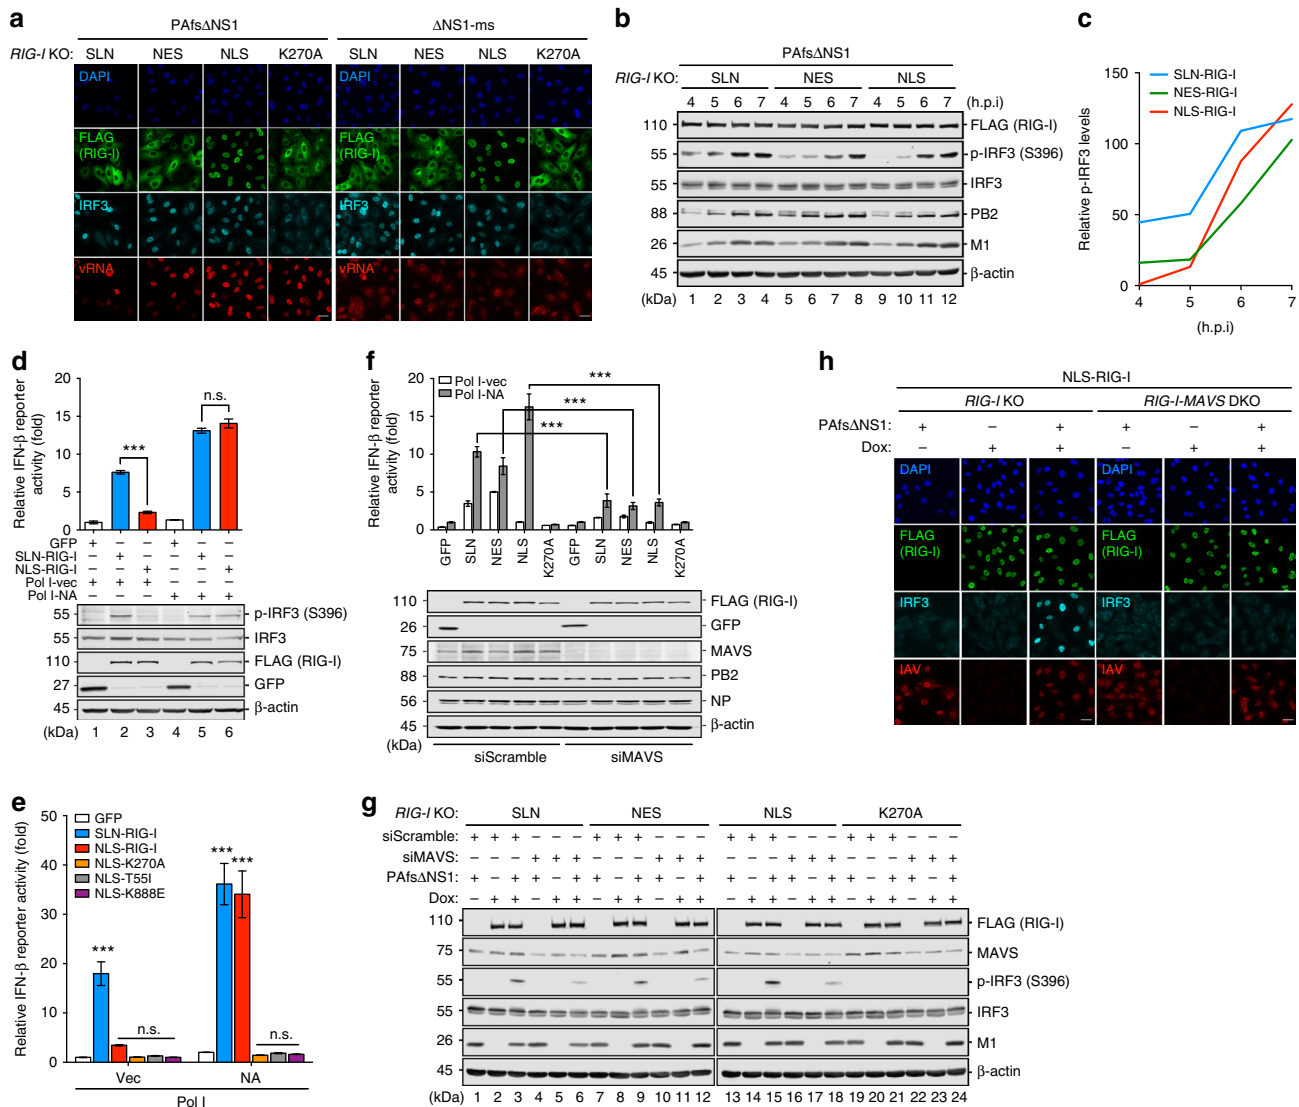 a
PAfsΔNS1
ΔNS1-ms
RIG-I KO: SLN NES NLS K270A SLN NES NLS K270A
DAPI DAPI
FLAG (RIG-I) FLAG (RIG-I)
IRF3 IRF3
vRNA vRNA
b
PAfsΔNS1
RIG-I KO: SLN NES NLS
4 5 6 7 4 5 6 7 4 5 6 7 (h.p.i)
110 FLAG (RIG-I)
55 p-IRF3 (S396)
55 IRF3
88 PB2
26 M1
45 β-actin
(kDa) 1 2 3 4 5 6 7 8 9 10 11 12
c
Relative p-IRF3 levels
150
100
50
0
SLN-RIG-I
NES-RIG-I
NLS-RIG-I
4 5 6 7
(h.p.i)
d
Relative IFN-β reporter activity (fold)
20
15
10
5
0
***
n.s.
GFP + − − + − −
SLN-RIG-I − + − − + −
NLS-RIG-I − − + − − +
Pol I-vec + + + − − −
Pol I-NA − − − + + +
55 p-IRF3 (S396)
55 IRF3
110 FLAG (RIG-I)
27 GFP
45 β-actin
(kDa) 1 2 3 4 5 6
f
Relative IFN-β reporter activity (fold)
20
15
10
5
0
Pol I-vec
Pol I-NA
***
***
***
GFP SLN NES NLS K270A GFP SLN NES NLS K270A
110 FLAG (RIG-I)
26 GFP
75 MAVS
88 PB2
56 NP
45 β-actin
(kDa)
siScramble siMAVS
h
NLS-RIG-I
RIG-I KO RIG-I-MAVS DKO
PAfsΔNS1: + − + + − +
Dox: − + + − + +
DAPI DAPI
FLAG (RIG-I) FLAG (RIG-I)
IRF3 IRF3
IAV IAV
e
Relative IFN-β reporter activity (fold)
50
40
30
20
10
0
GFP
SLN-RIG-I
NLS-RIG-I
NLS-K270A
NLS-T55I
NLS-K888E
***
n.s.
*** ***
n.s.
Vec NA
Pol I
g
RIG-I KO: SLN NES NLS K270A
siScramble: + + + − − − + + + − − − + + + − − − + + + − − −
siMAVS: − − − + + + − − − + + + − − − + + + − − − + + +
PAfsΔNS1: + − + + − + + − + + − + + − + + − + + − + + − +
Dox: − + + − + + − + + − + + − + + − + + − + + − + +
110 FLAG (RIG-I)
75 MAVS
55 p-IRF3 (S396)
55 IRF3
26 M1
45 β-actin
(kDa) 1 2 3 4 5 6 7 8 9 10 11 12 13 14 15 16 17 18 19 20 21 22 23 24